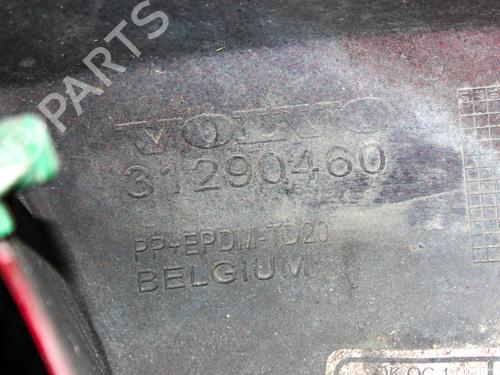 B PARTS
VOLVO
31290460
PP+EPDM-TD20
BELGIUM